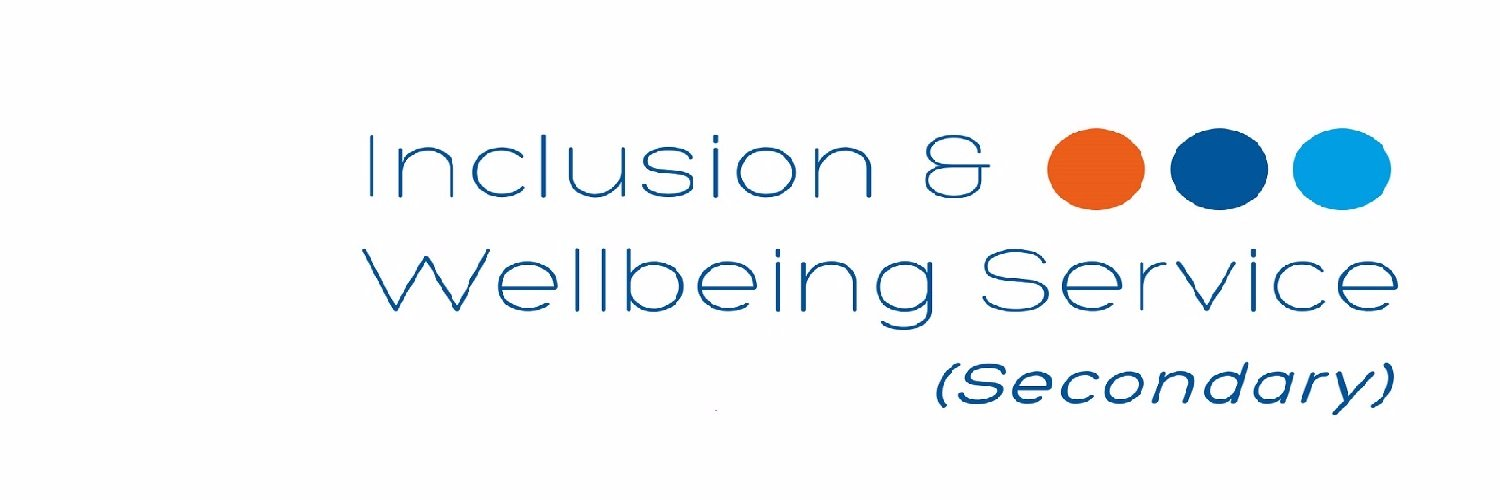 Inclusion &
Wellbeing Service
(Secondary)